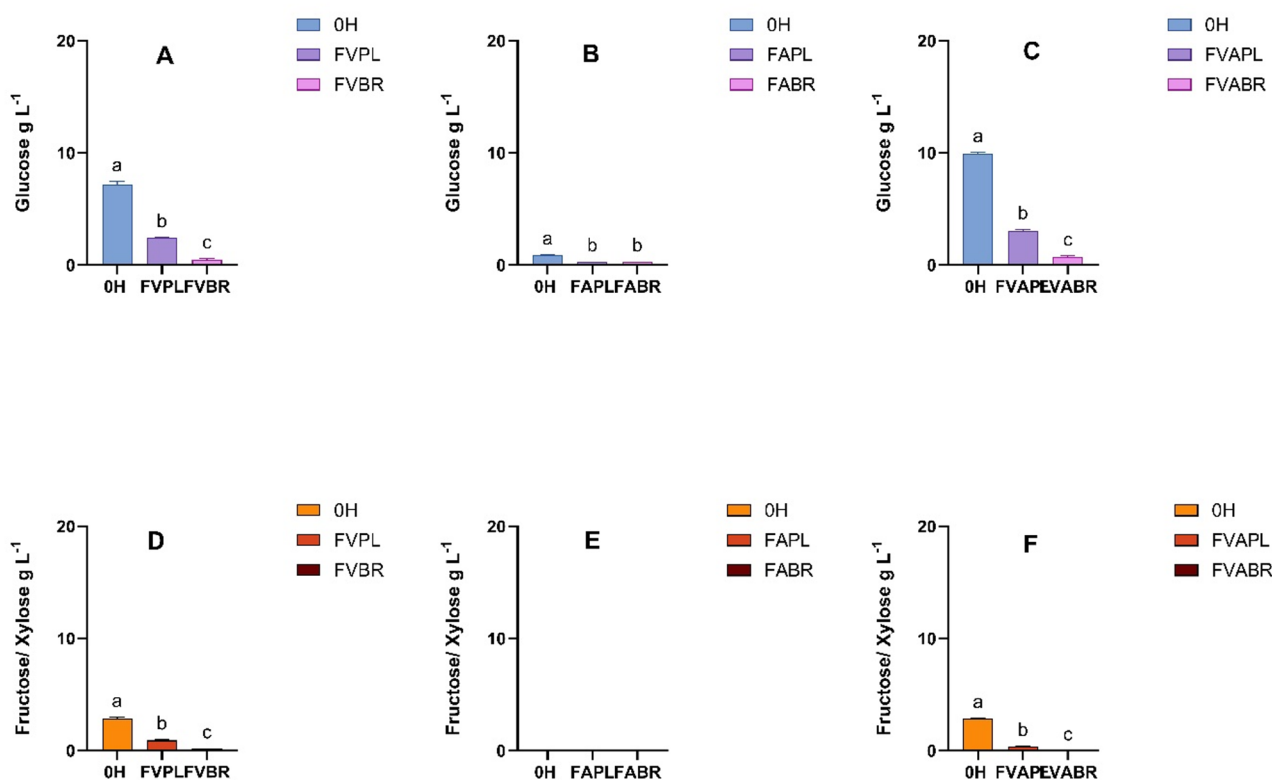 A
20
10
0
Glucose g L-1
a
b
c
0H
FVPL
FVBR
0H
FVPL
FVBR
B
20
10
0
Glucose g L-1
a
b
b
0H
FAPL
FABR
0H
FAPL
FABR
C
20
10
0
Glucose g L-1
a
b
c
0H
FVAPL
FVABR
0H
FVAPL
FVABR
D
20
10
0
Fructose/ Xylose g L-1
a
b
c
0H
FVPL
FVBR
0H
FVPL
FVBR
E
20
10
0
Fructose/ Xylose g L-1
0H
FAPL
FABR
0H
FAPL
FABR
F
20
10
0
Fructose/ Xylose g L-1
a
b
c
0H
FVAPL
FVABR
0H
FVAPL
FVABR